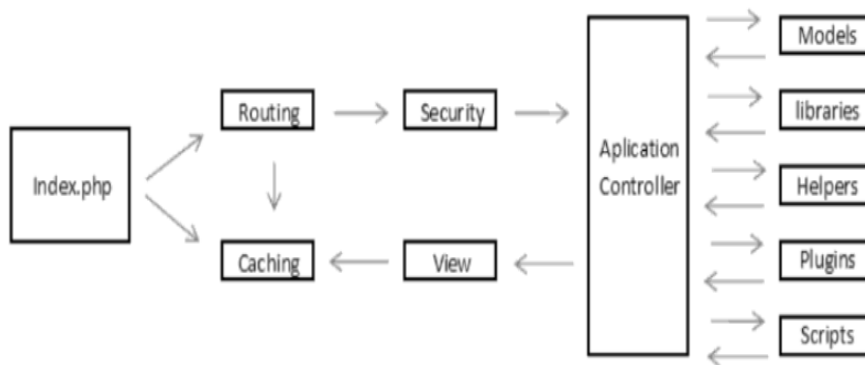 Models
Routing
Security
libraries
Index.php
Aplication
Controller
Helpers
Caching
View
Plugins
Scripts